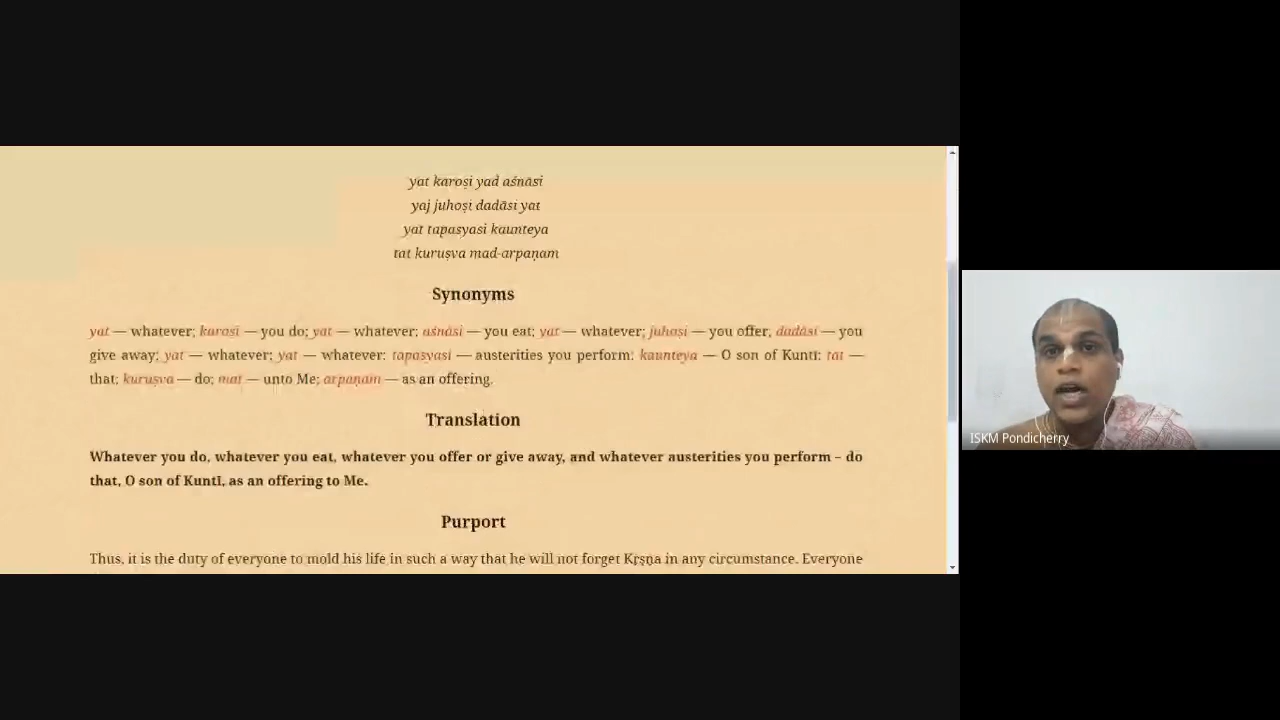 yat karoṣi yad aśnāsi
yaj juhoṣi dadāsi yat
yat tapasyasi kaunteya
tat kuruṣva mad-arpaṇam
Synonyms
yat — whatever; karoṣi — you do; yat — whatever; aśnāsi — you eat; yat — whatever; juhoṣi — you offer; dadāsi — you
give away; yat — whatever; yat — whatever; tapasyasi — austerities you perform; kaunteya — O son of Kuntī; tat —
that; kuruṣva — do; mat — unto Me; arpaṇam — as an offering.
Translation
Whatever you do, whatever you eat, whatever you offer or give away, and whatever austerities you perform – do
that, O son of Kuntī, as an offering to Me.
Purport
Thus, it is the duty of everyone to mold his life in such a way that he will not forget Kṛṣṇa in any circumstance. Everyone
ISKM Pondicherry